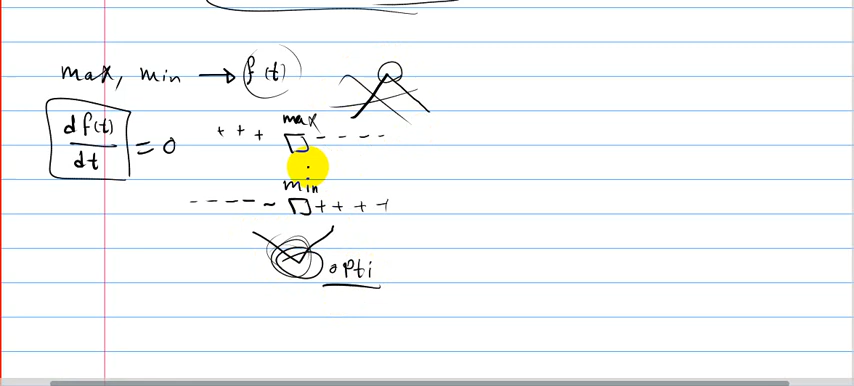 max, min → f(t)
df(t)/dt = 0
+ + + max - - - -
min
- - - - - + + + +
opti